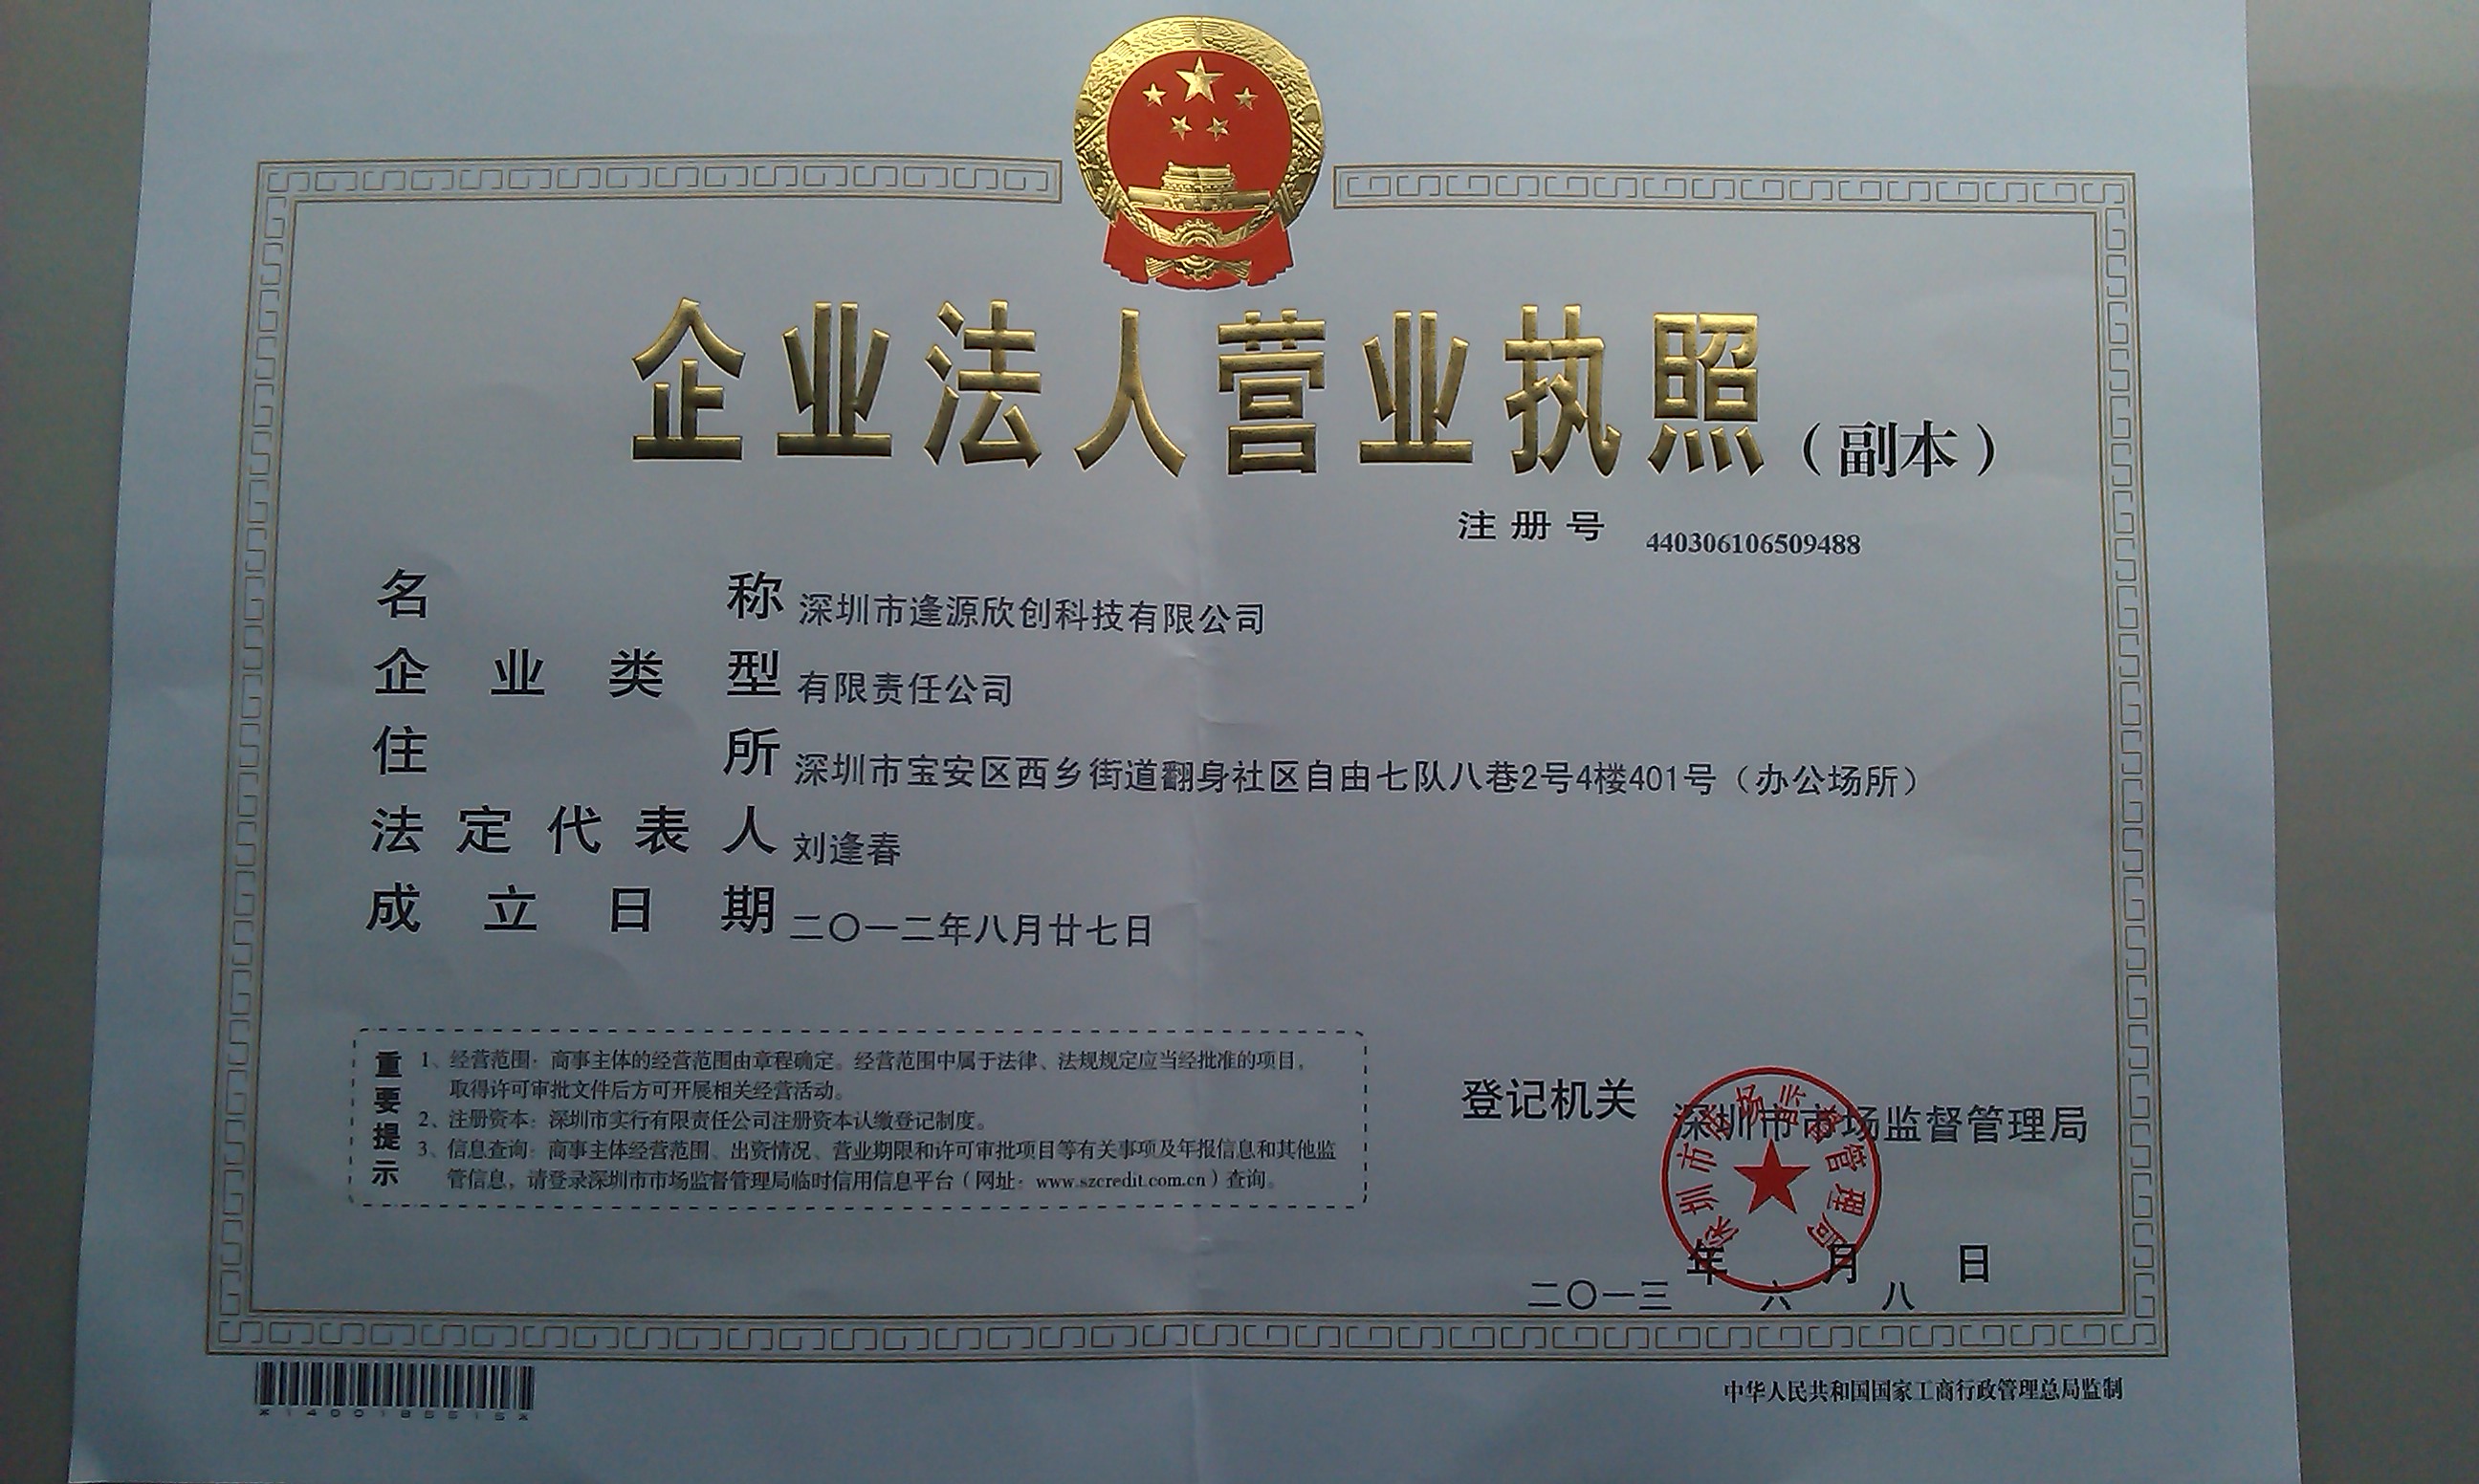 企业法人营业执照（副本）
注册号 440306106509488
名称 深圳市逢源欣创科技有限公司
企业类型 有限责任公司
住所 深圳市宝安区西乡街道翻身社区自由七队八巷2号4楼401号（办公场所）
法定代表人 刘逢春
成立日期 二〇一二年八月廿七日
重要提示
1、经营范围：商事主体的经营范围由章程确定。经营范围中属于法律、法规规定应当经批准的项目，
取得许可审批文件后方可开展相关经营活动。
2、注册资本：深圳市实行有限责任公司注册资本认缴登记制度。
3、信息查询：商事主体经营范围、出资情况、营业期限和许可审批项目等有关事项及年报信息和其他监
管信息，请登录深圳市市场监督管理局临时信用信息平台（网址：www.szcredit.com.cn）查询。
登记机关 深圳市市场监督管理局
深圳市市场监督管理局
年 月 日
二〇一三 六 八
中华人民共和国国家工商行政管理总局监制